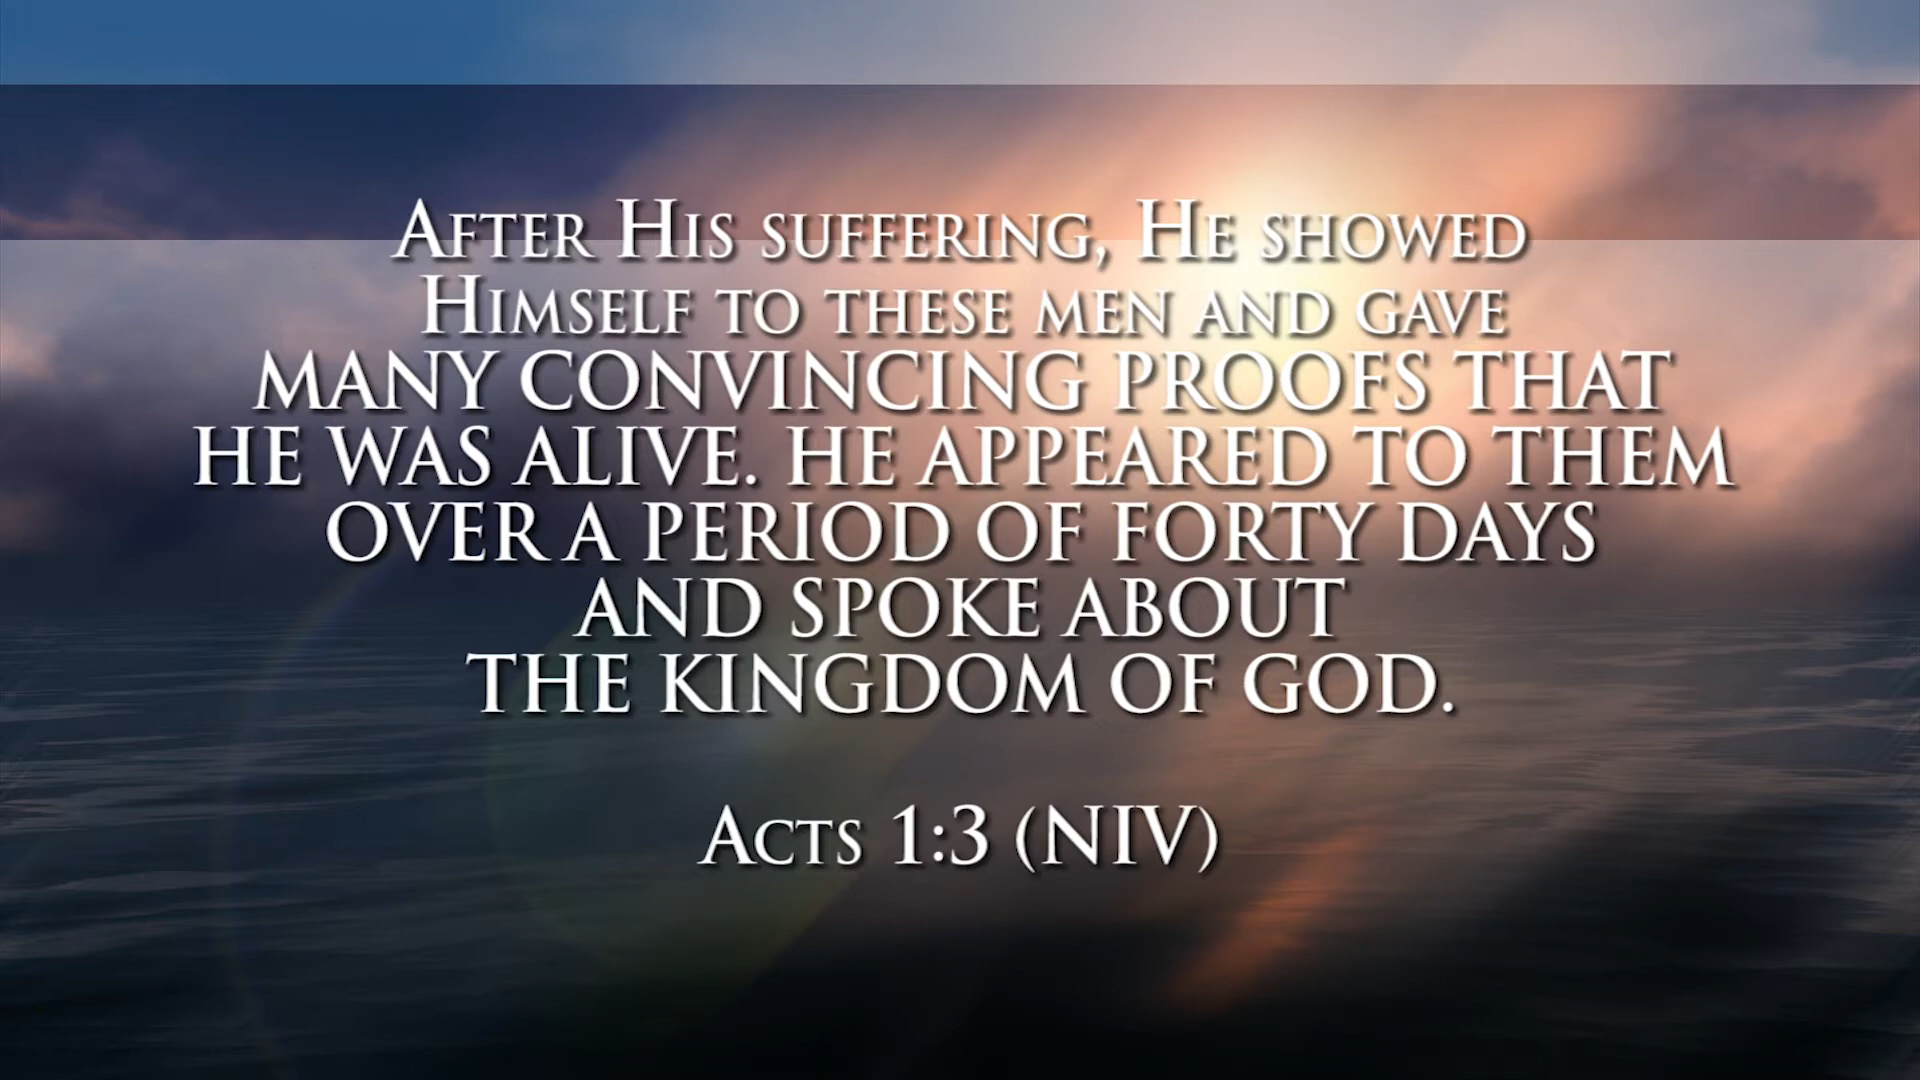 After His suffering, He showed
Himself to these men and gave
MANY CONVINCING PROOFS THAT
HE WAS ALIVE. HE APPEARED TO THEM
OVER A PERIOD OF FORTY DAYS
AND SPOKE ABOUT
THE KINGDOM OF GOD.
Acts 1:3 (NIV)